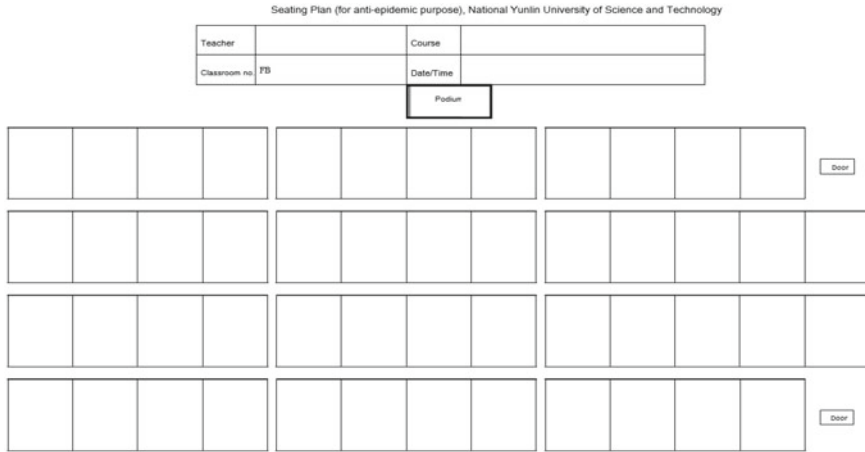 Seating Plan (for anti-epidemic purpose), National Yunlin University of Science and Technology
Teacher Course
Classroom no. FB Date/Time
Podium
Door
Door